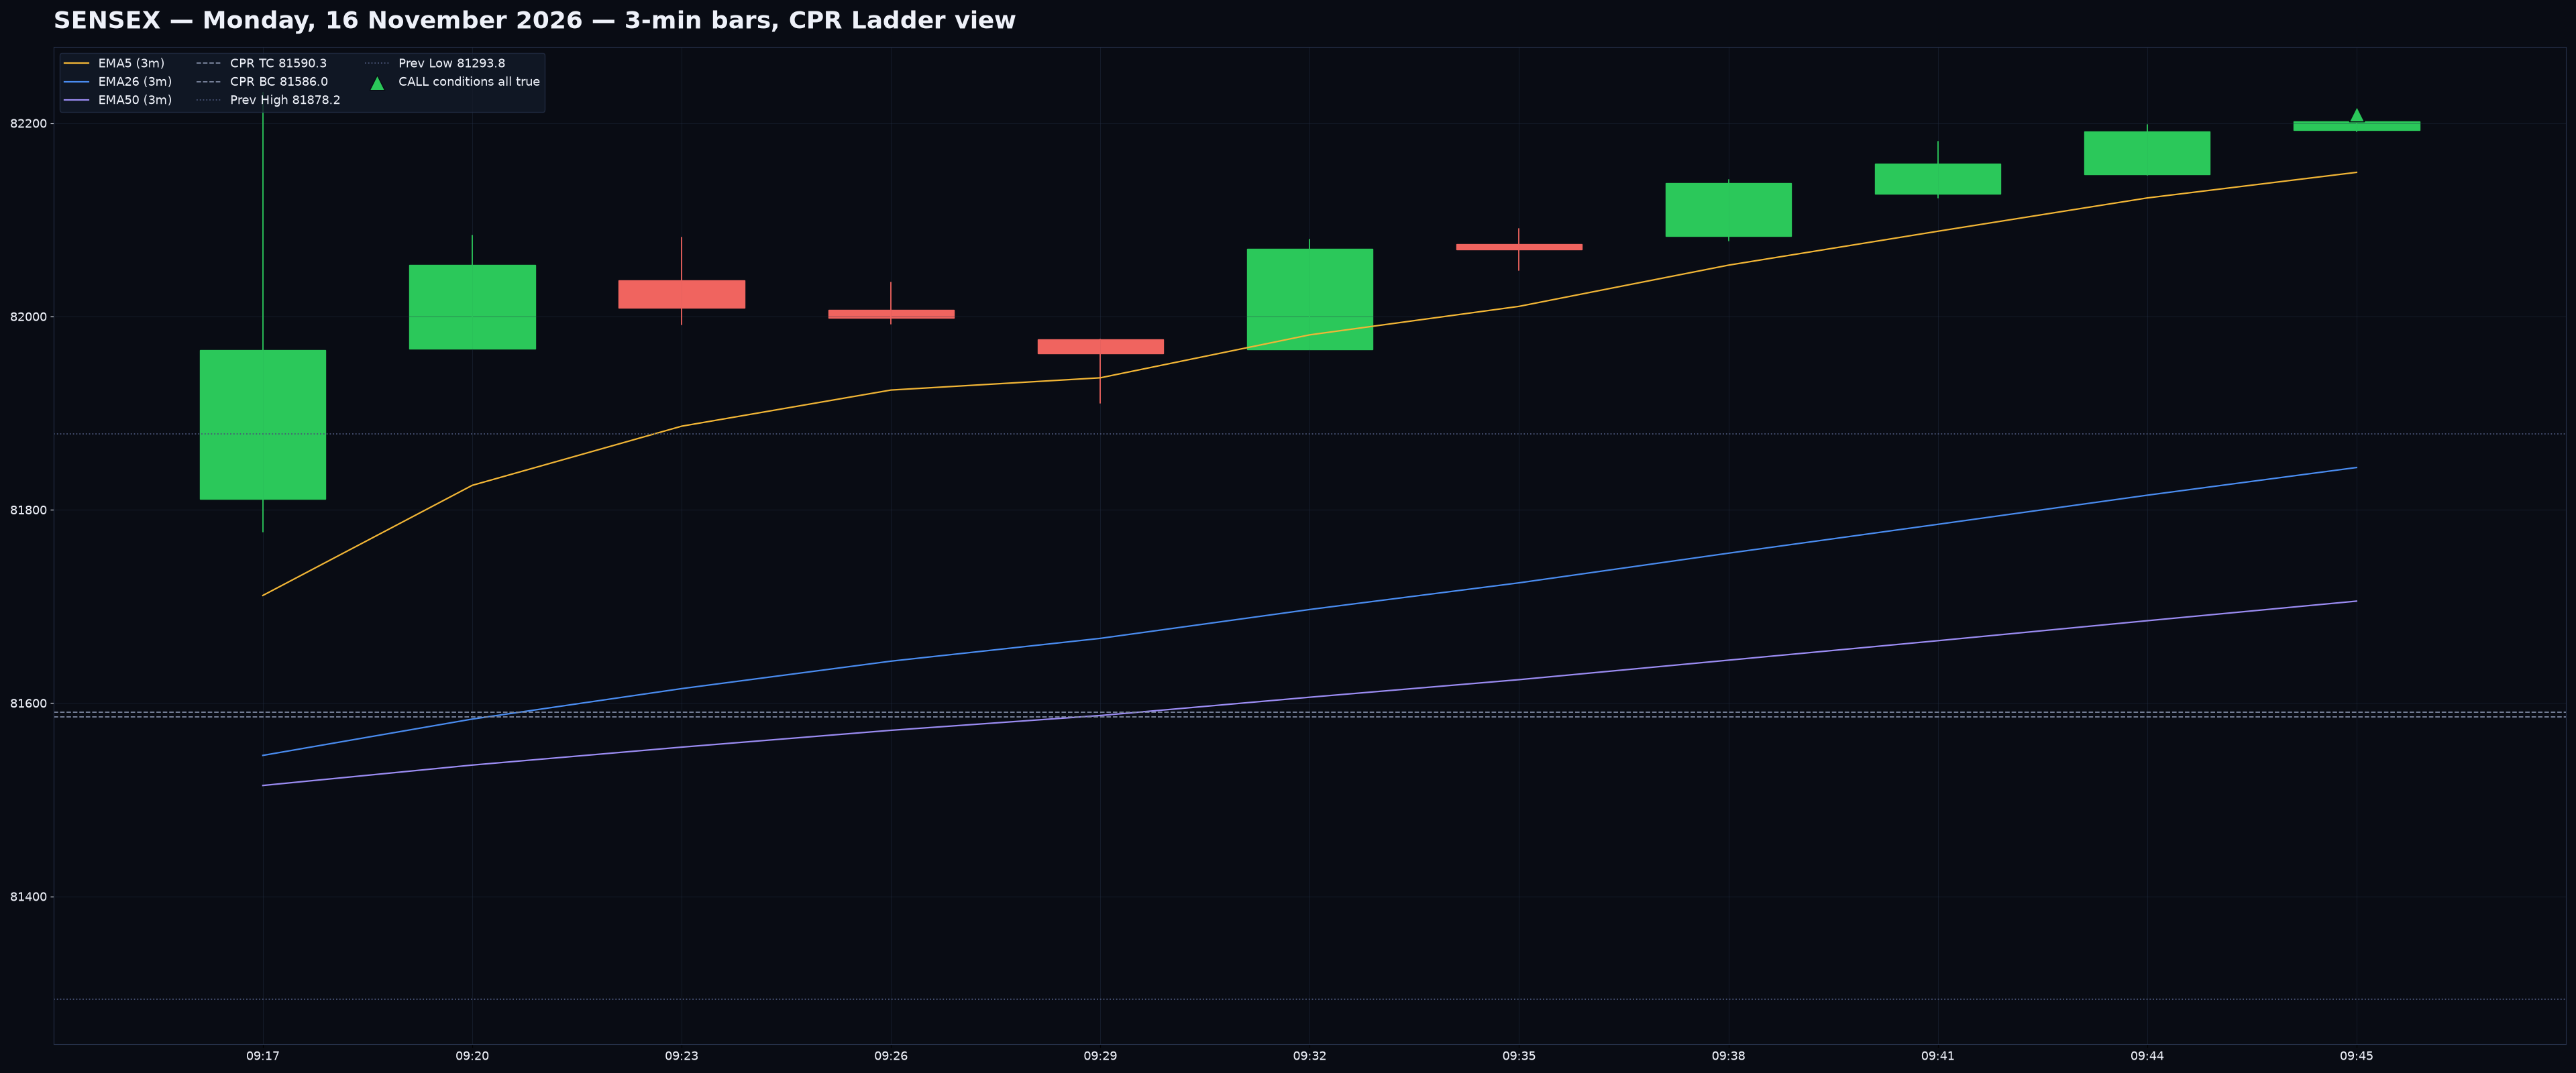 SENSEX — Monday, 16 November 2026 — 3-min bars, CPR Ladder view
EMA5 (3m)
EMA26 (3m)
EMA50 (3m)
CPR TC 81590.3
CPR BC 81586.0
Prev High 81878.2
Prev Low 81293.8
CALL conditions all true
82200
82000
81800
81600
81400
09:17 09:20 09:23 09:26 09:29 09:32 09:35 09:38 09:41 09:44 09:45